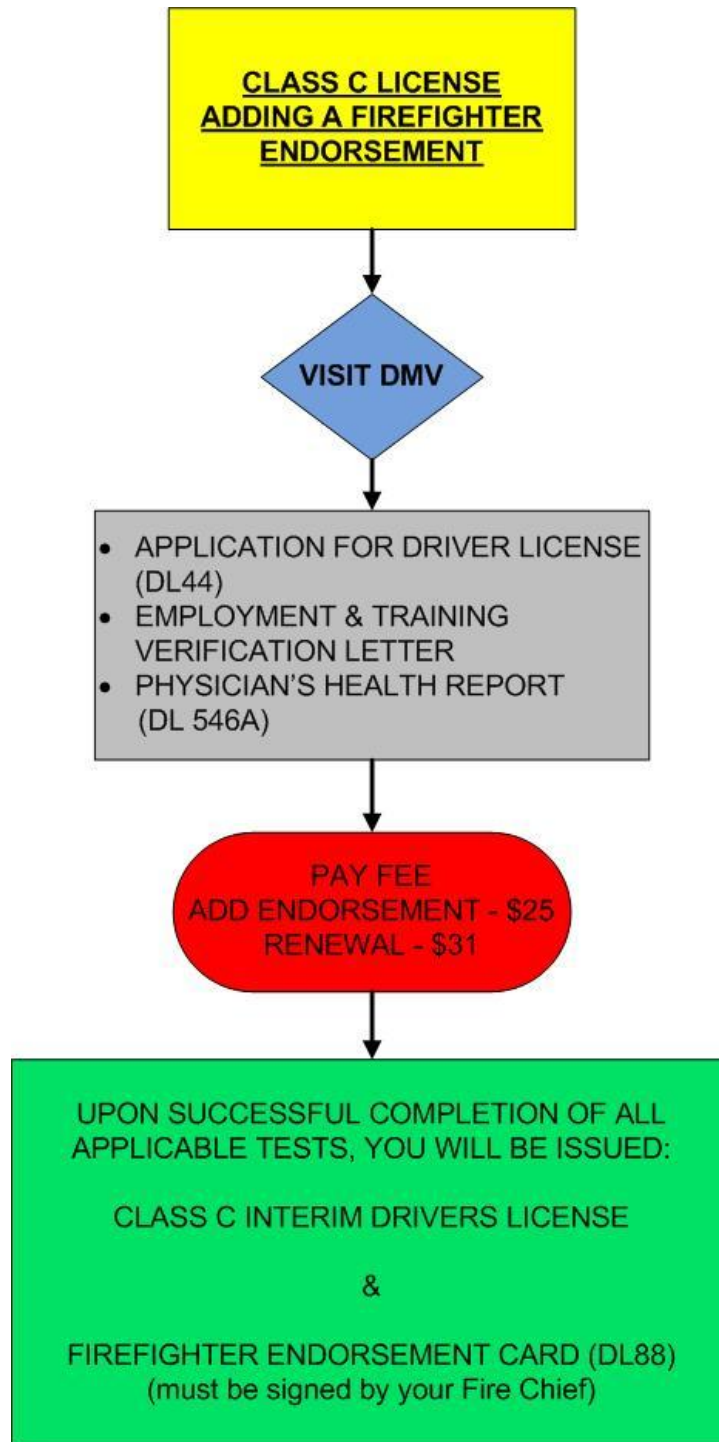 CLASS C LICENSE
ADDING A FIREFIGHTER
ENDORSEMENT
VISIT DMV
• APPLICATION FOR DRIVER LICENSE
(DL44)
• EMPLOYMENT & TRAINING
VERIFICATION LETTER
• PHYSICIAN'S HEALTH REPORT
(DL 546A)
PAY FEE
ADD ENDORSEMENT - $25
RENEWAL - $31
UPON SUCCESSFUL COMPLETION OF ALL
APPLICABLE TESTS, YOU WILL BE ISSUED:
CLASS C INTERIM DRIVERS LICENSE
&
FIREFIGHTER ENDORSEMENT CARD (DL88)
(must be signed by your Fire Chief)